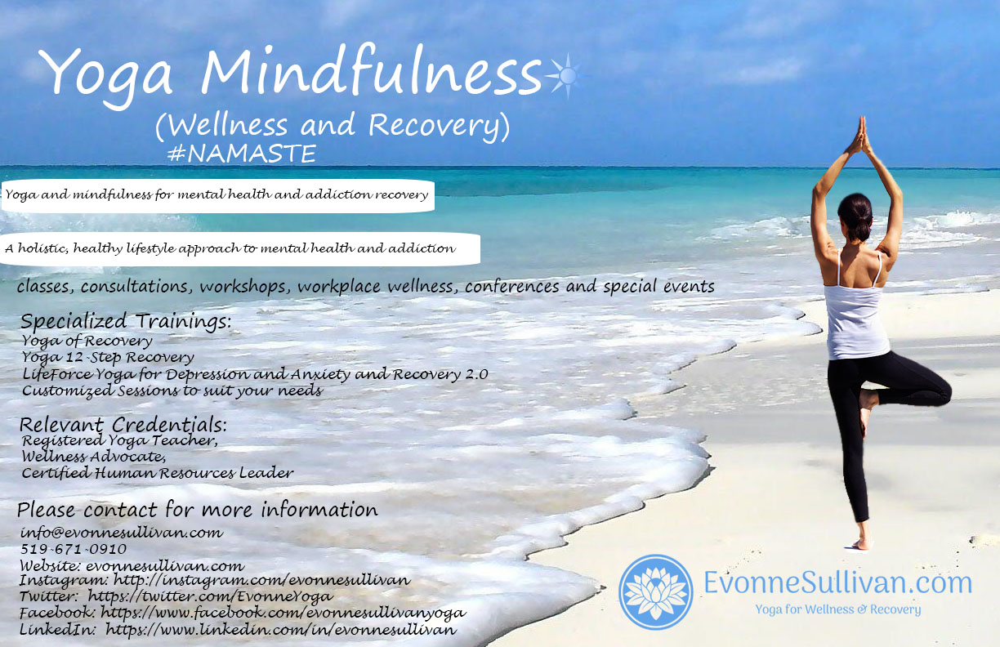 Yoga Mindfulness
(Wellness and Recovery)
#NAMASTE
Yoga and mindfulness for mental health and addiction recovery
A holistic, healthy lifestyle approach to mental health and addiction
classes, consultations, workshops, workplace wellness, conferences and special events
Specialized Trainings:
Yoga of Recovery
Yoga 12-Step Recovery
LifeForce Yoga for Depression and Anxiety and Recovery 2.0
Customized Sessions to suit your needs
Relevant Credentials:
Registered Yoga Teacher,
Wellness Advocate,
Certified Human Resources Leader
Please contact for more information
info@evonnesullivan.com
519-671-0910
Website: evonnesullivan.com
Instagram: http://instagram.com/evonnesullivan
Twitter:  https://twitter.com/EvonneYoga
Facebook: https://www.facebook.com/evonnesullivanyoga
LinkedIn:  https://www.linkedin.com/in/evonnesullivan
EvonneSullivan.com
Yoga for Wellness & Recovery